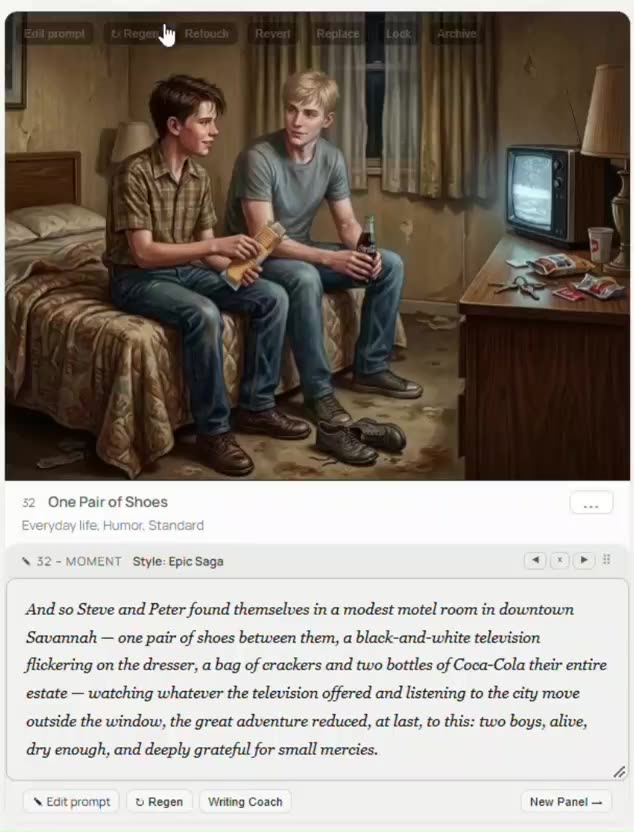 Edit prompt ↻ Regen Retouch Revert Replace Lock Archive
32 One Pair of Shoes
...
Everyday life, Humor, Standard
32 – MOMENT Style: Epic Saga ◀ x ▶
And so Steve and Peter found themselves in a modest motel room in downtown
Savannah — one pair of shoes between them, a black-and-white television
flickering on the dresser, a bag of crackers and two bottles of Coca-Cola their entire
estate — watching whatever the television offered and listening to the city move
outside the window, the great adventure reduced, at last, to this: two boys, alive,
dry enough, and deeply grateful for small mercies.
Edit prompt ↻ Regen Writing Coach New Panel →